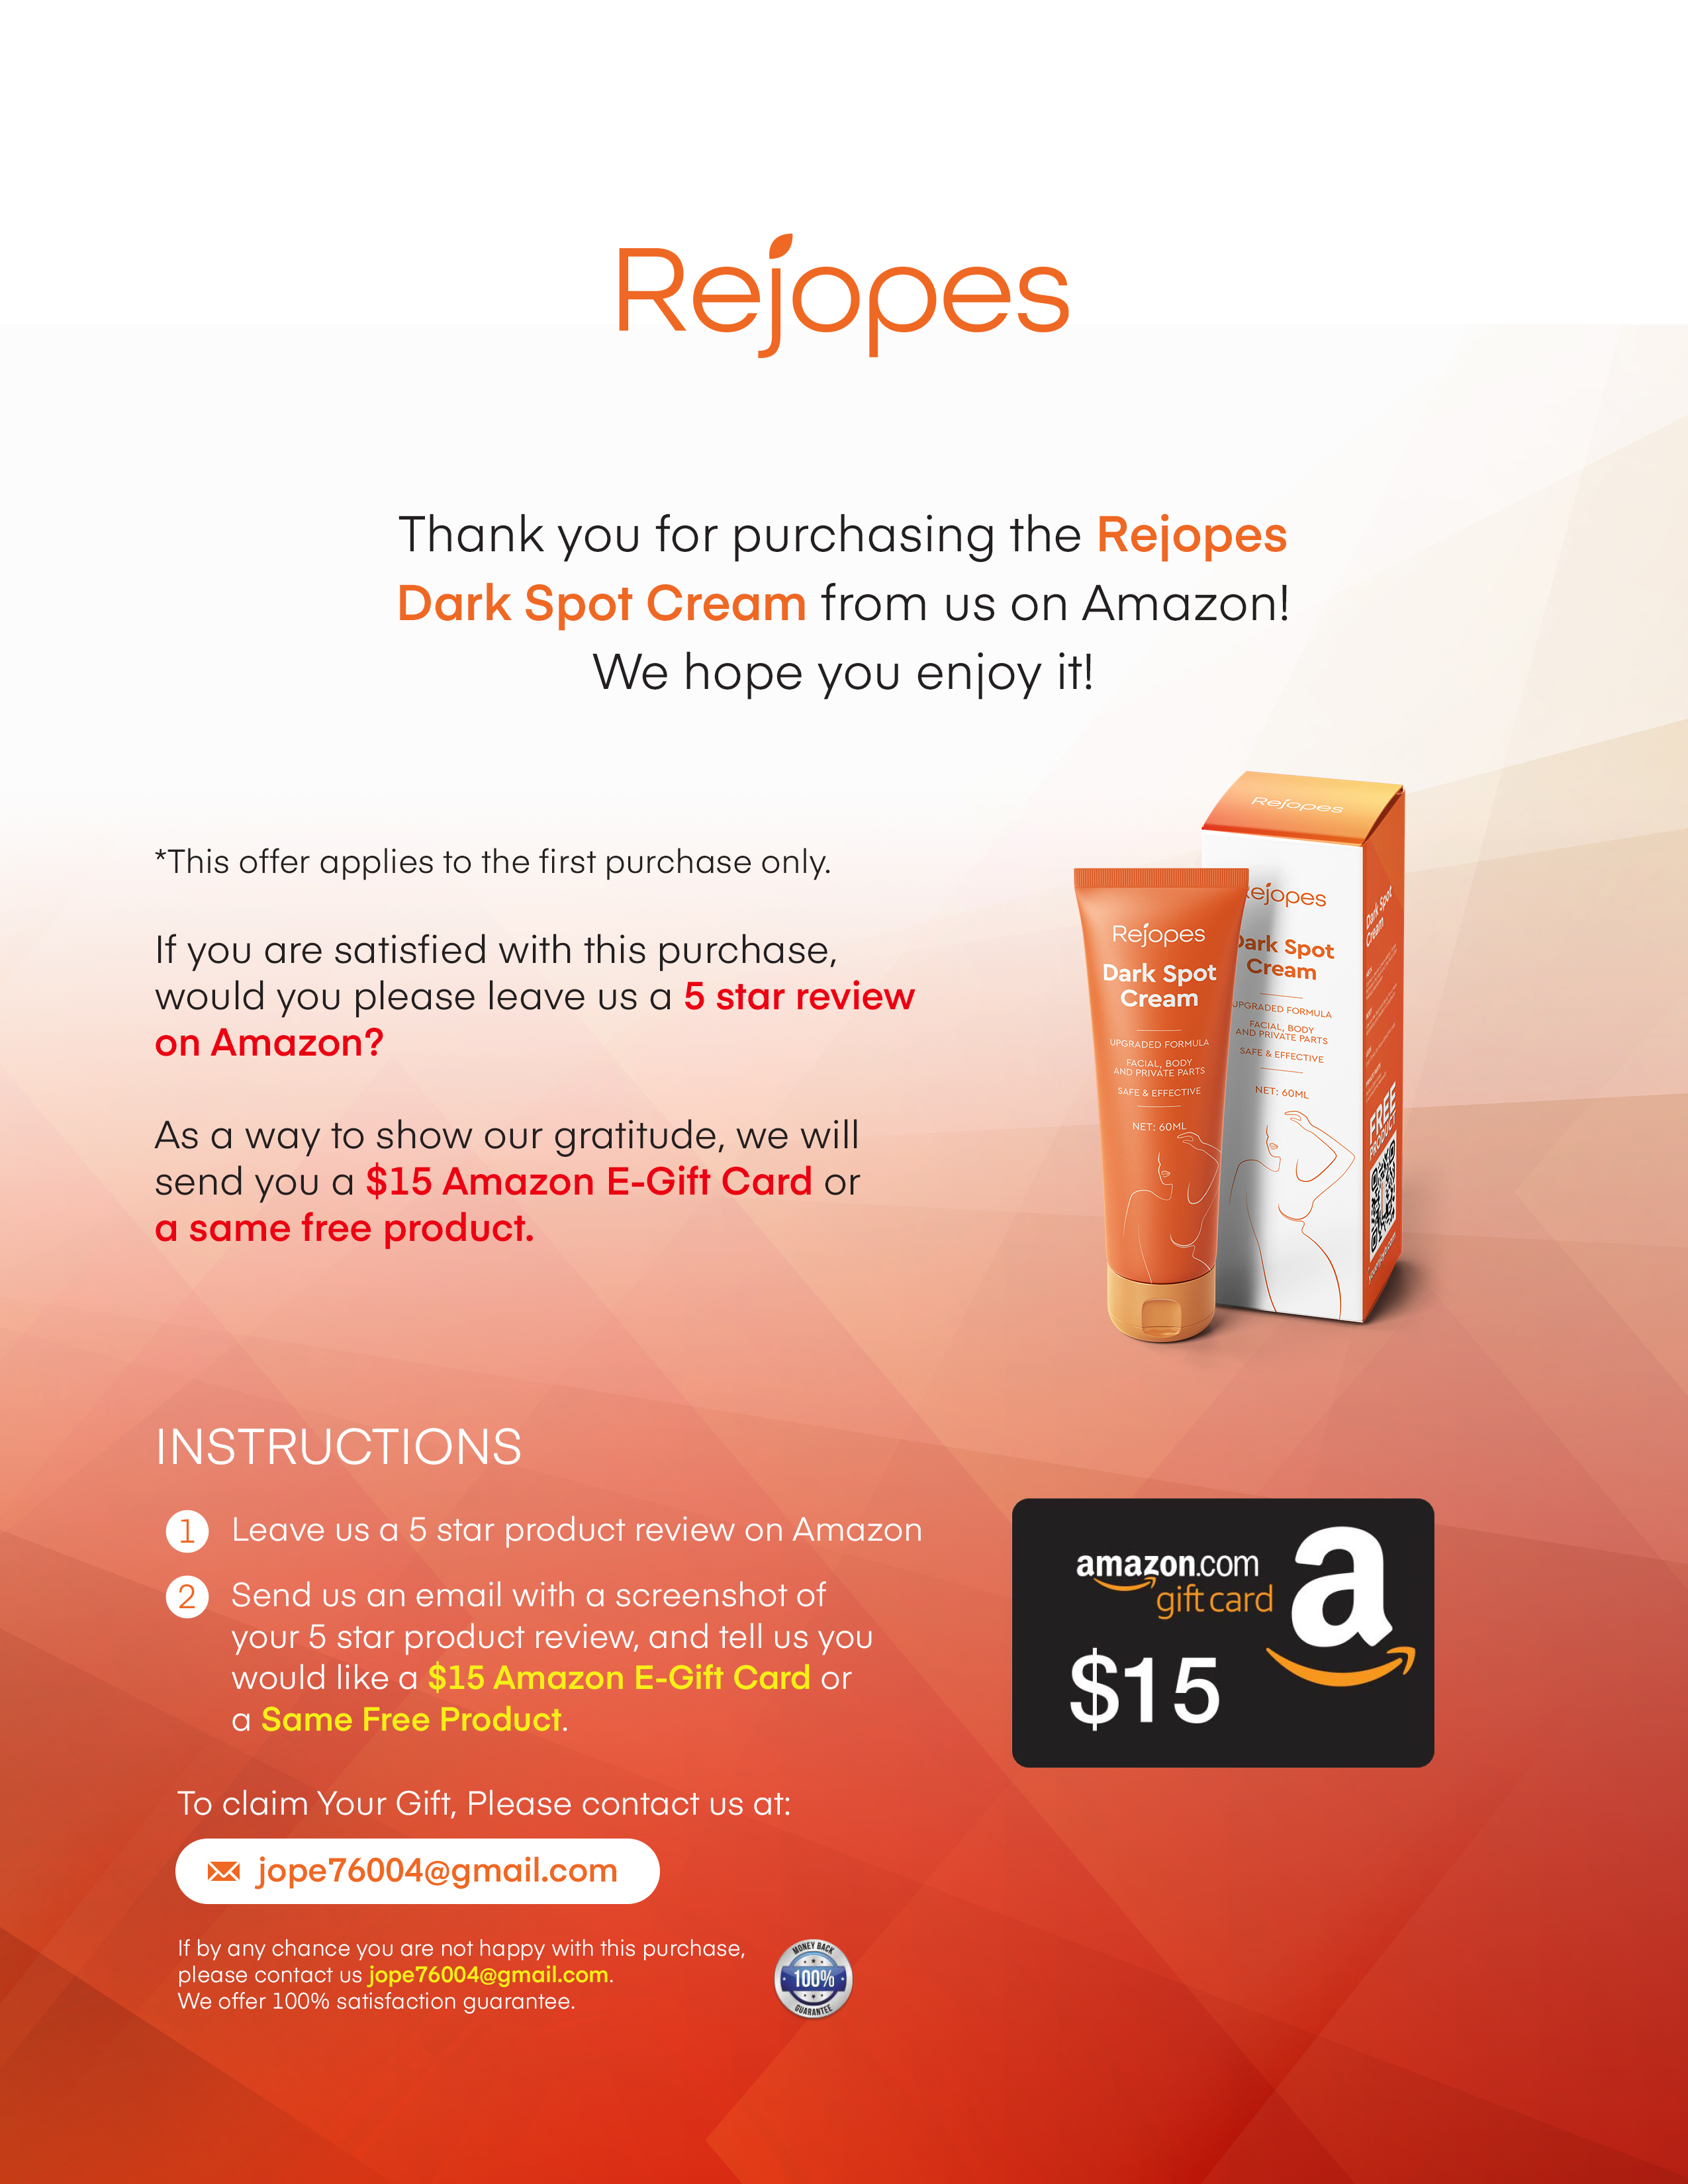 Rejopes
Thank you for purchasing the Rejopes
Dark Spot Cream from us on Amazon!
We hope you enjoy it!
*This offer applies to the first purchase only.
If you are satisfied with this purchase,
would you please leave us a 5 star review
on Amazon?
As a way to show our gratitude, we will
send you a $15 Amazon E-Gift Card or
a same free product.
Rejopes
Dark Spot
Cream
UPGRADED FORMULA
FACIAL, BODY
AND PRIVATE PARTS
SAFE & EFFECTIVE
NET: 60ML
Rejopes
ejopes
Dark Spot
Cream
UPGRADED FORMULA
FACIAL, BODY
AND PRIVATE PARTS
SAFE & EFFECTIVE
NET: 60ML
Dark Spot
Cream
FREE
PRODUCT
INSTRUCTIONS
1 Leave us a 5 star product review on Amazon
2 Send us an email with a screenshot of
your 5 star product review, and tell us you
would like a $15 Amazon E-Gift Card or
a Same Free Product.
amazon.com
gift card
a
$15
To claim Your Gift, Please contact us at:
jope76004@gmail.com
If by any chance you are not happy with this purchase,
please contact us jope76004@gmail.com.
We offer 100% satisfaction guarantee.
MONEY BACK
100%
GUARANTEE